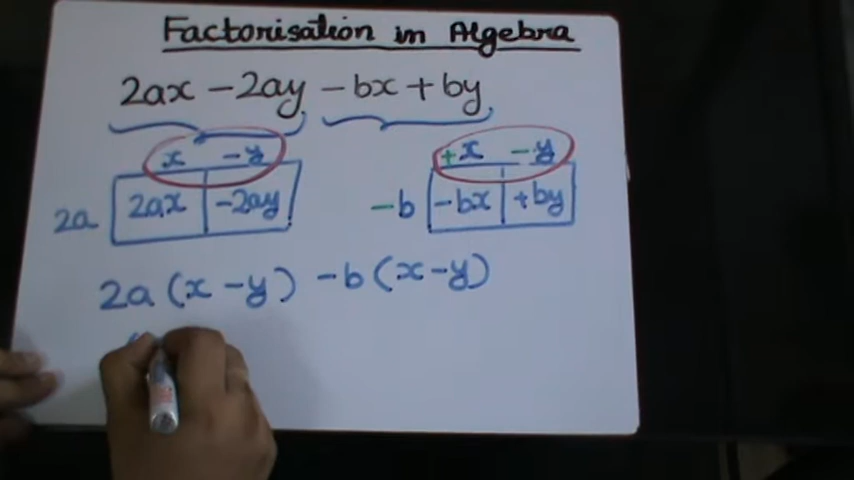 Factorisation in Algebra
2ax - 2ay - bx + by
x -y +x -y
2a 2ax -2ay -b -bx +by
2a (x - y) - b (x - y)
(